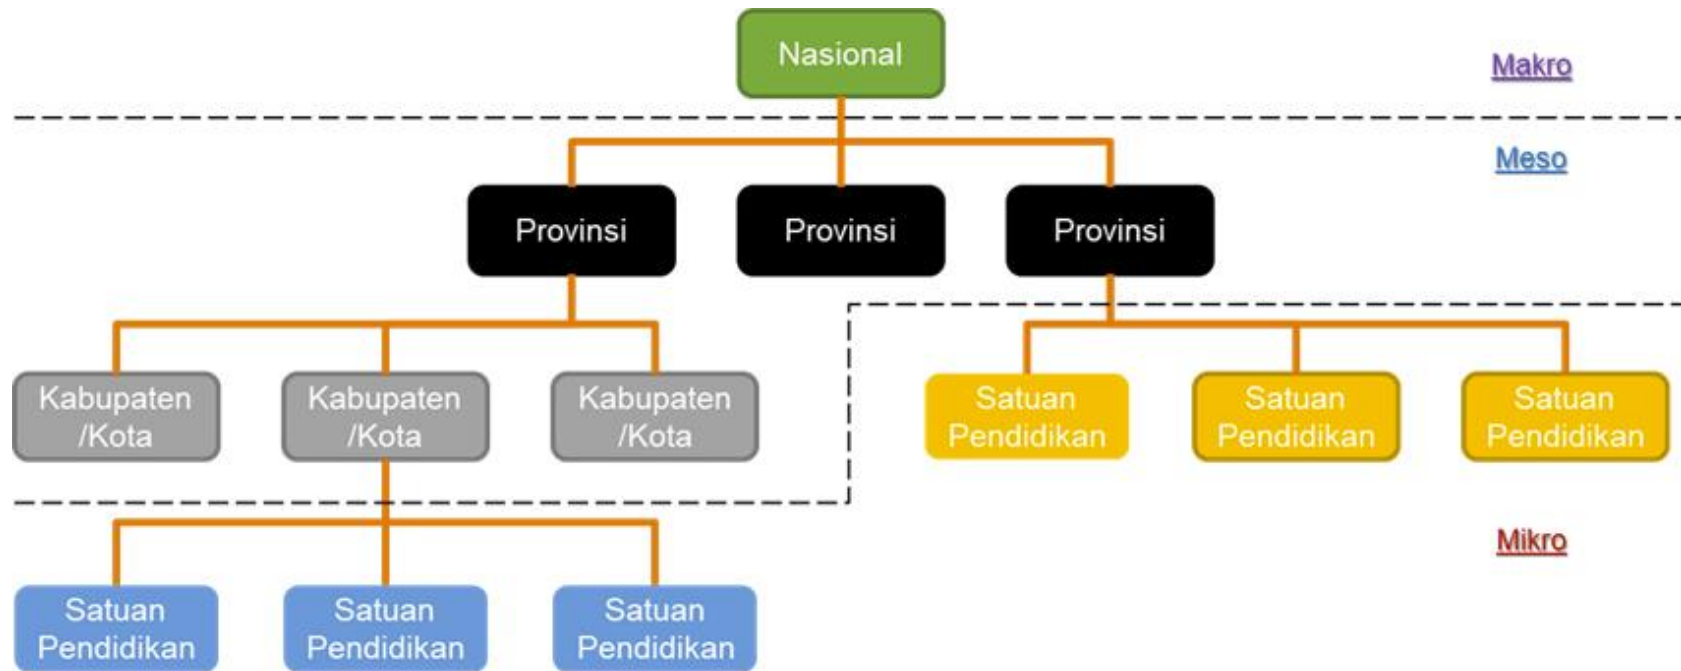 Nasional
Makro
Meso
Provinsi
Provinsi
Provinsi
Kabupaten
/Kota
Kabupaten
/Kota
Kabupaten
/Kota
Satuan
Pendidikan
Satuan
Pendidikan
Satuan
Pendidikan
Mikro
Satuan
Pendidikan
Satuan
Pendidikan
Satuan
Pendidikan